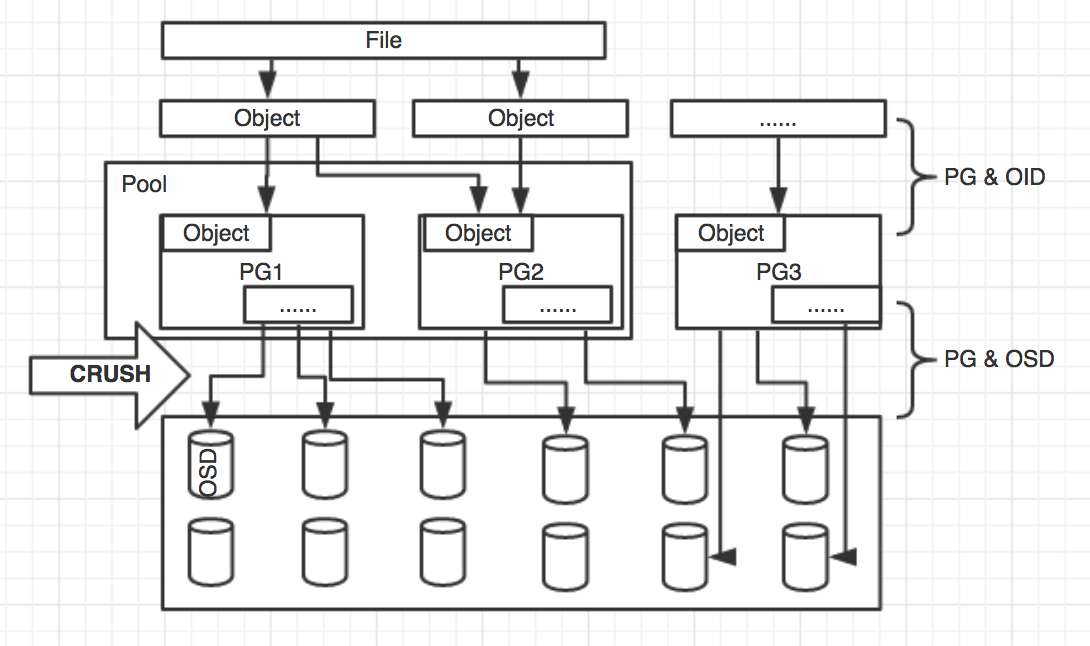 File
Object
Object
......
PG & OID
Pool
Object
Object
Object
PG1
PG2
PG3
......
......
......
PG & OSD
CRUSH
OSD